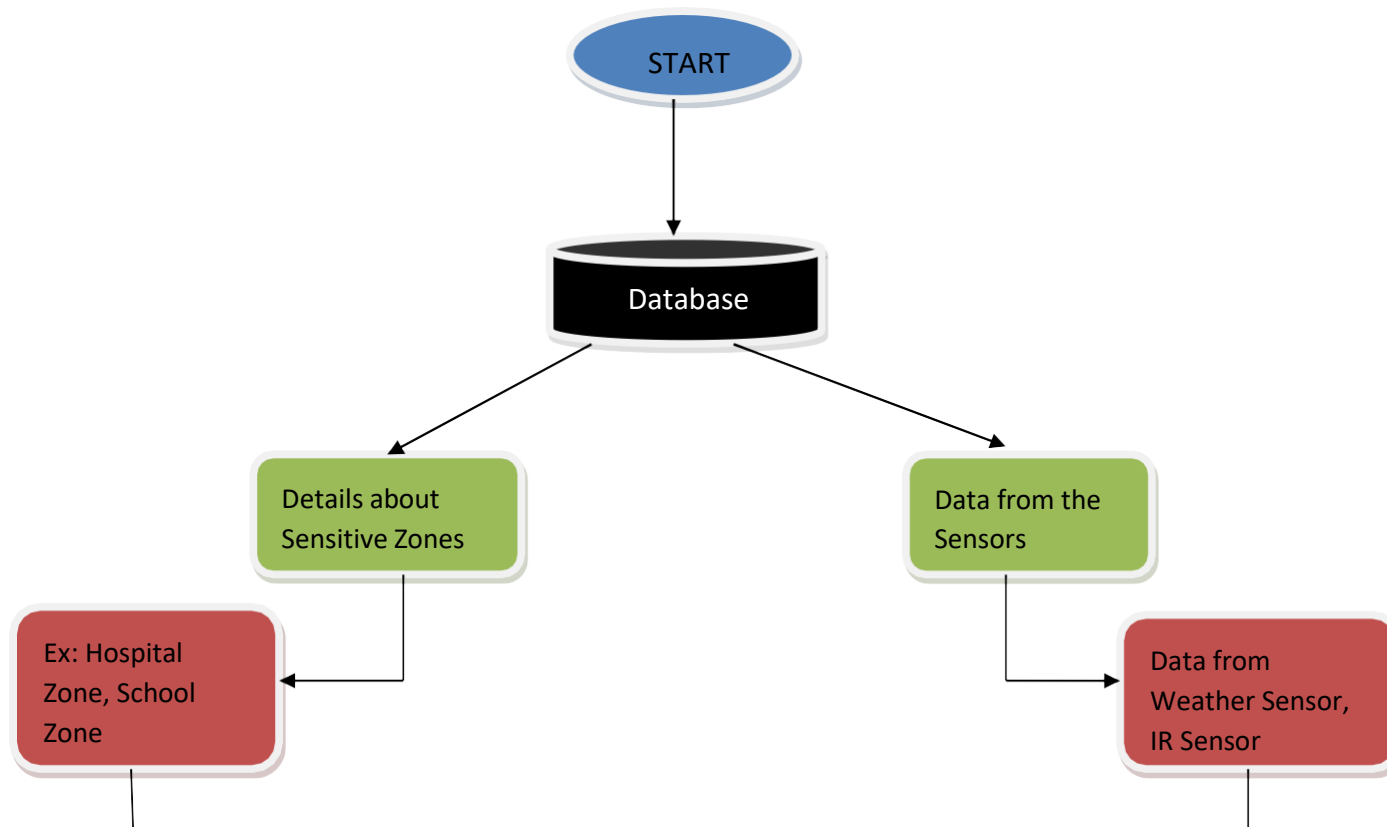 START
Database
Details about
Sensitive Zones
Data from the
Sensors
Ex: Hospital
Zone, School
Zone
Data from
Weather Sensor,
IR Sensor